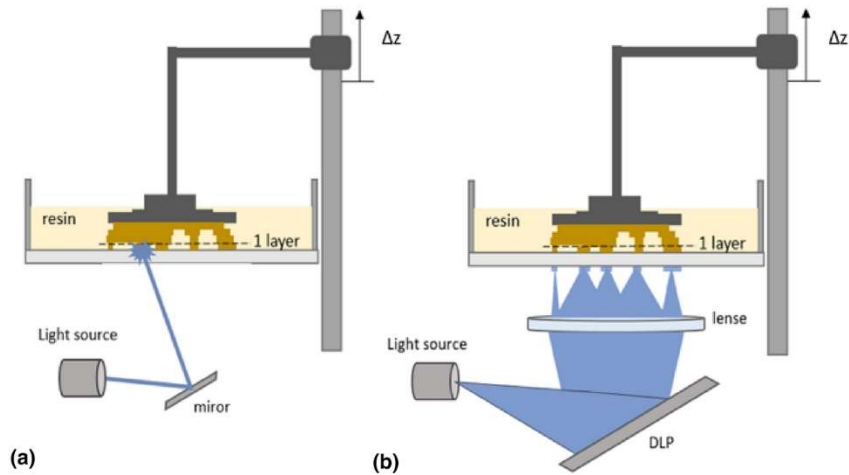 Δz
resin
1 layer
Light source
miror
(a)
Δz
resin
1 layer
lense
Light source
DLP
(b)